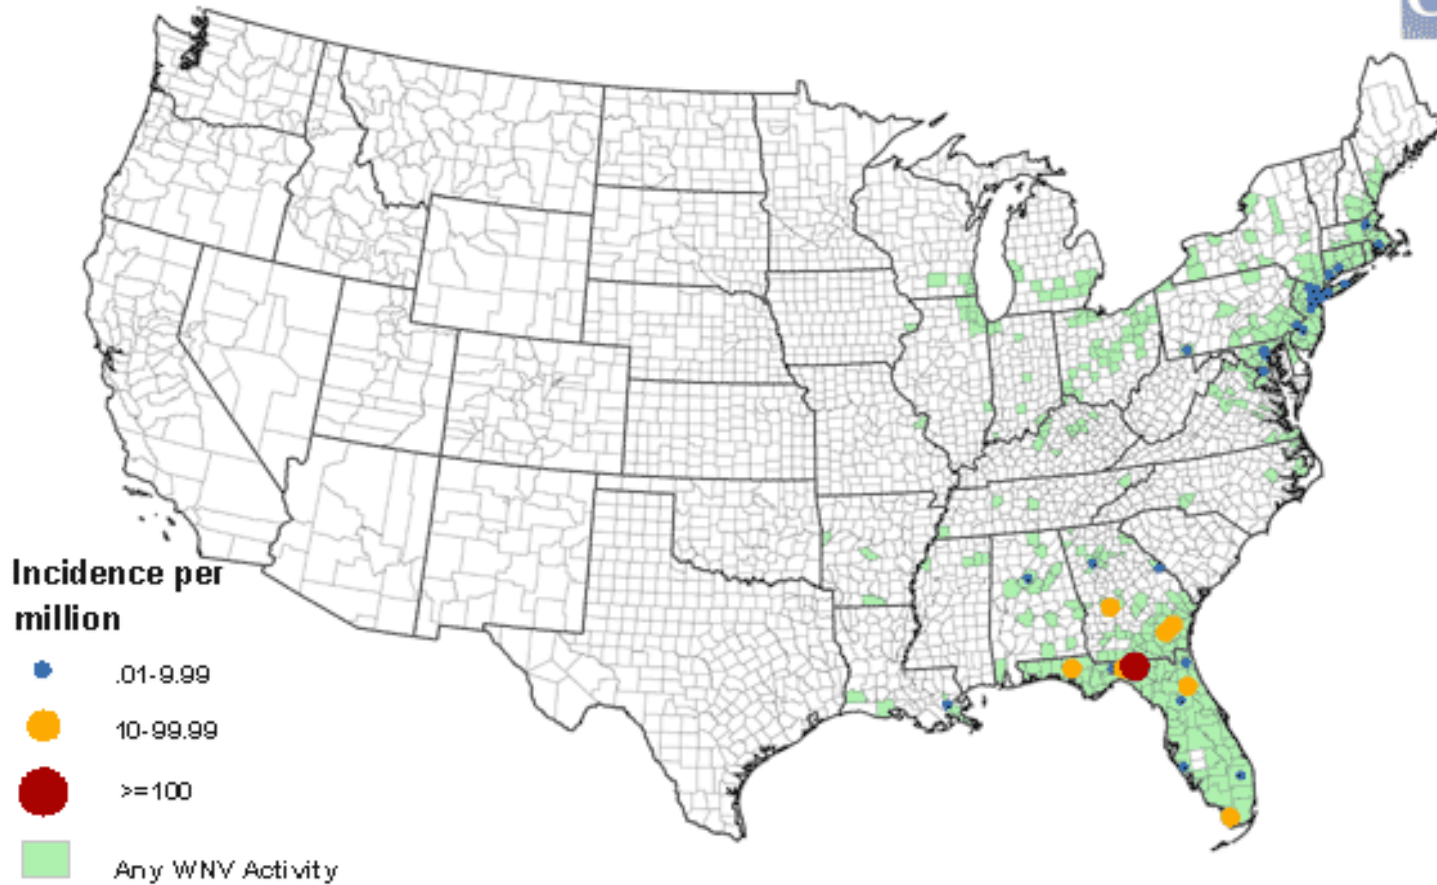 Incidence per
million
.01-9.99
10-99.99
>=100
Any WNV Activity